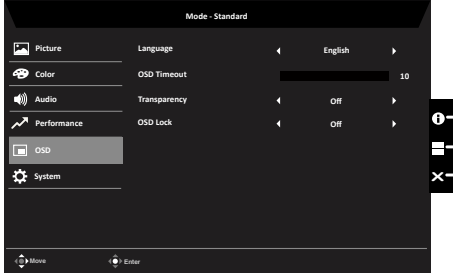 Mode - Standard
Picture
Language
English
Color
OSD Timeout
10
Audio
Transparency
Off
Performance
OSD Lock
Off
OSD
System
Move
Enter